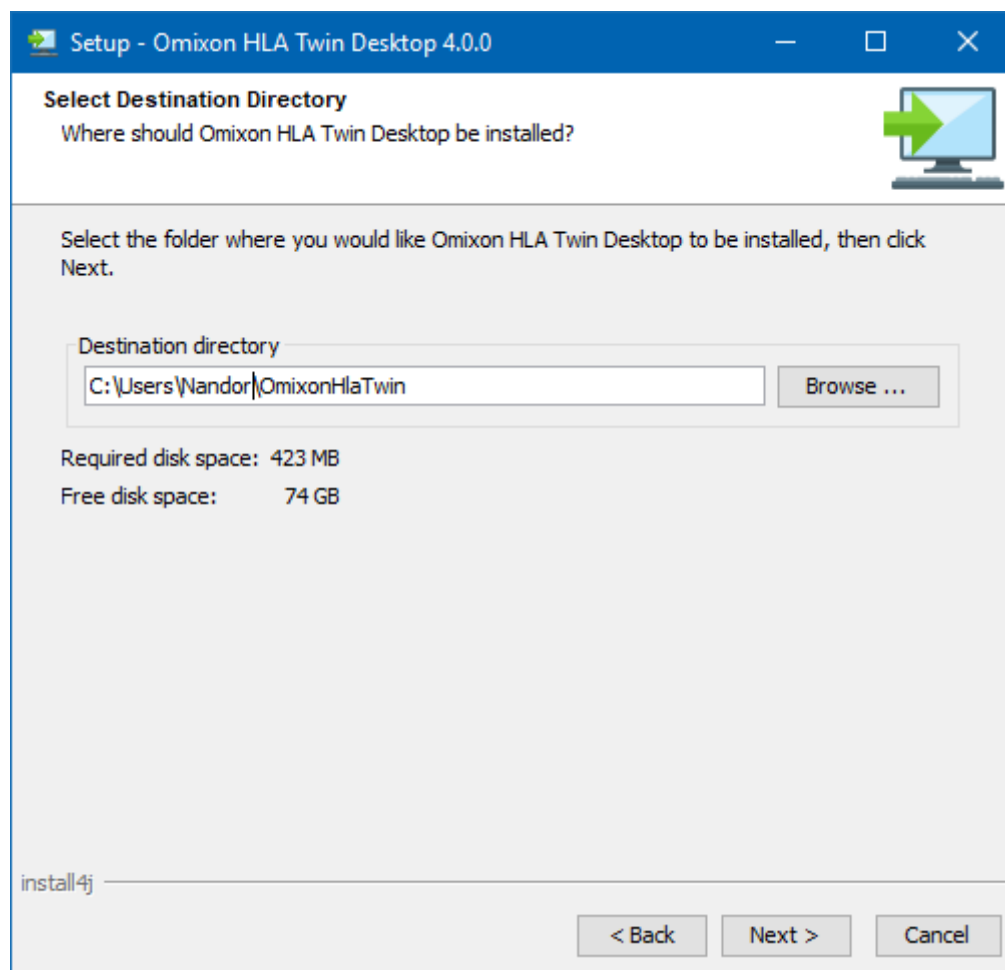 Setup - Omixon HLA Twin Desktop 4.0.0
Select Destination Directory
Where should Omixon HLA Twin Desktop be installed?
Select the folder where you would like Omixon HLA Twin Desktop to be installed, then click
Next.
Destination directory
C:\Users\Nandor\OmixonHlaTwin
Browse ...
Required disk space: 423 MB
Free disk space: 74 GB
install4j
< Back Next > Cancel